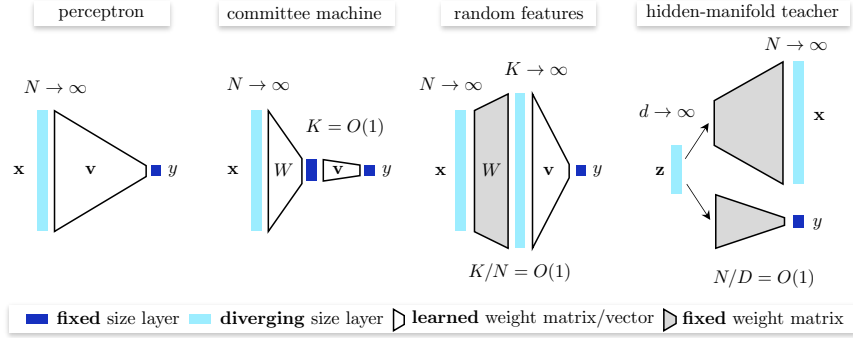 perceptron
N → ∞
x
v
y
committee machine
N → ∞
K = O(1)
x
W
v
y
random features
K → ∞
N → ∞
x
W
v
y
K/N = O(1)
hidden-manifold teacher
N → ∞
d → ∞
x
z
y
N/D = O(1)
fixed size layer diverging size layer learned weight matrix/vector fixed weight matrix